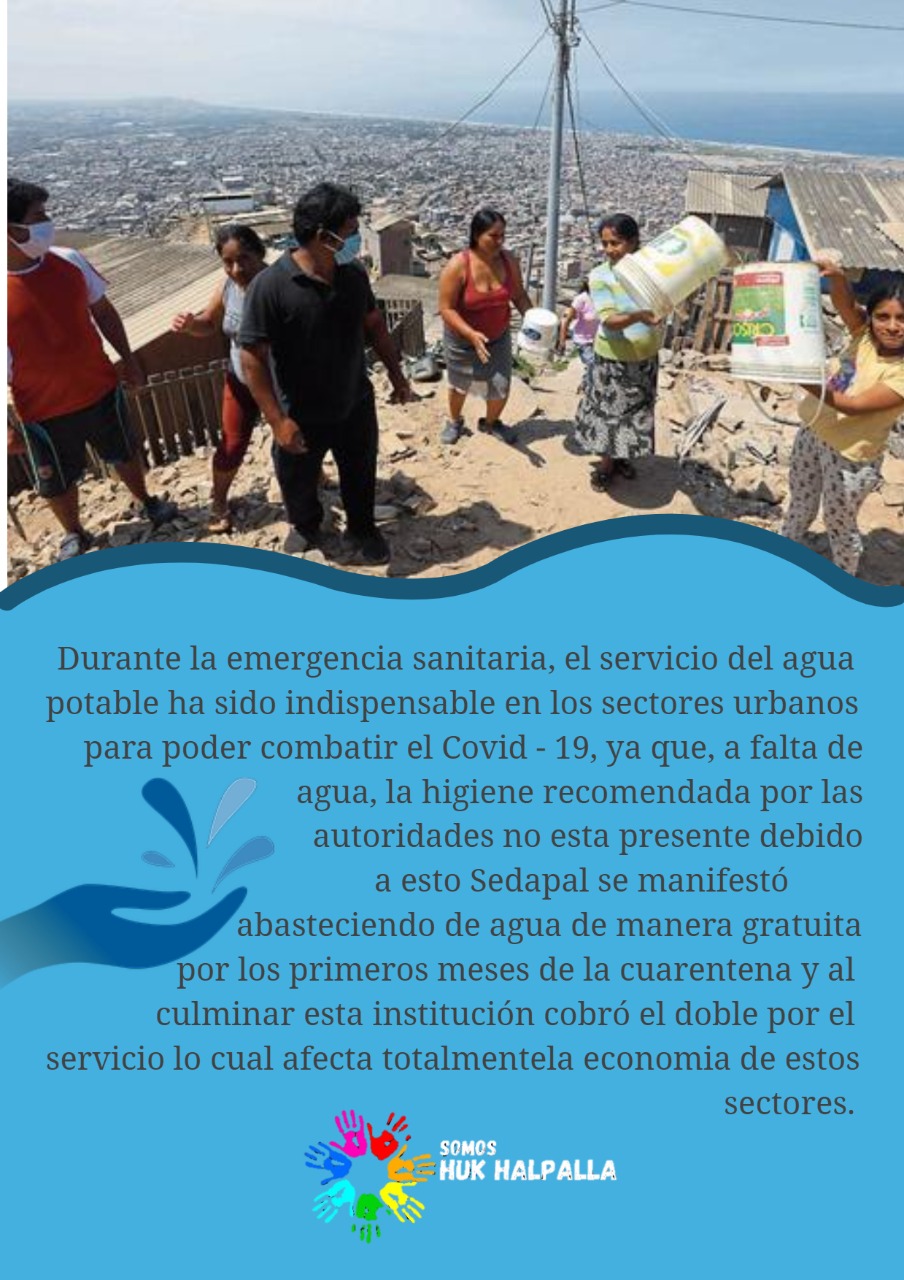 CRISO
Durante la emergencia sanitaria, el servicio del agua
potable ha sido indispensable en los sectores urbanos
para poder combatir el Covid - 19, ya que, a falta de
agua, la higiene recomendada por las
autoridades no esta presente debido
a esto Sedapal se manifestó
abasteciendo de agua de manera gratuita
por los primeros meses de la cuarentena y al
culminar esta institución cobró el doble por el
servicio lo cual afecta totalmentela economia de estos
sectores.
SOMOS
HUK HALPALLA